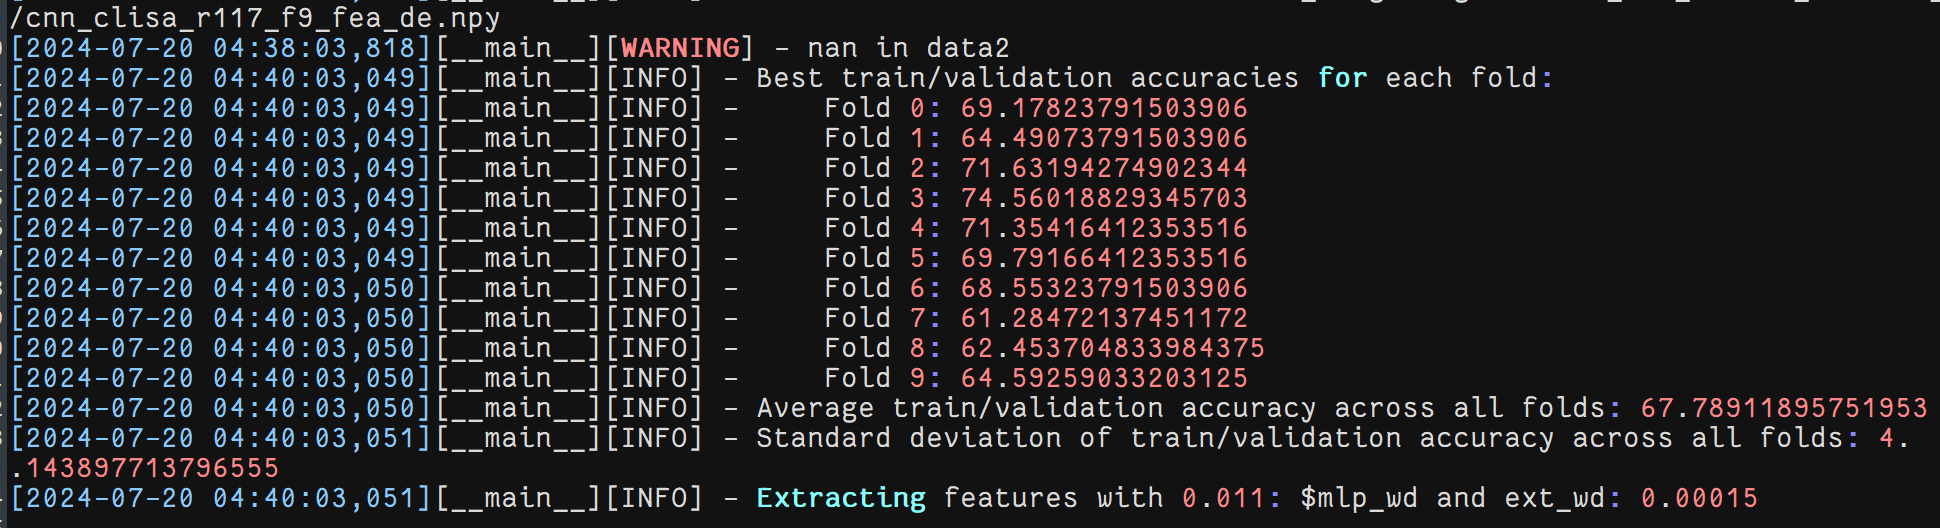 /cnn_clisa_r117_f9_fea_de.npy
[2024-07-20 04:38:03,818][__main__][WARNING] - nan in data2
[2024-07-20 04:40:03,049][__main__][INFO] - Best train/validation accuracies for each fold:
[2024-07-20 04:40:03,049][__main__][INFO] -     Fold 0: 69.17823791503906
[2024-07-20 04:40:03,049][__main__][INFO] -     Fold 1: 64.49073791503906
[2024-07-20 04:40:03,049][__main__][INFO] -     Fold 2: 71.63194274902344
[2024-07-20 04:40:03,049][__main__][INFO] -     Fold 3: 74.56018829345703
[2024-07-20 04:40:03,049][__main__][INFO] -     Fold 4: 71.35416412353516
[2024-07-20 04:40:03,049][__main__][INFO] -     Fold 5: 69.79166412353516
[2024-07-20 04:40:03,050][__main__][INFO] -     Fold 6: 68.55323791503906
[2024-07-20 04:40:03,050][__main__][INFO] -     Fold 7: 61.28472137451172
[2024-07-20 04:40:03,050][__main__][INFO] -     Fold 8: 62.453704833984375
[2024-07-20 04:40:03,050][__main__][INFO] -     Fold 9: 64.59259033203125
[2024-07-20 04:40:03,050][__main__][INFO] - Average train/validation accuracy across all folds: 67.78911895751953
[2024-07-20 04:40:03,051][__main__][INFO] - Standard deviation of train/validation accuracy across all folds: 4.
.143897713796555
[2024-07-20 04:40:03,051][__main__][INFO] - Extracting features with 0.011: $mlp_wd and ext_wd: 0.00015